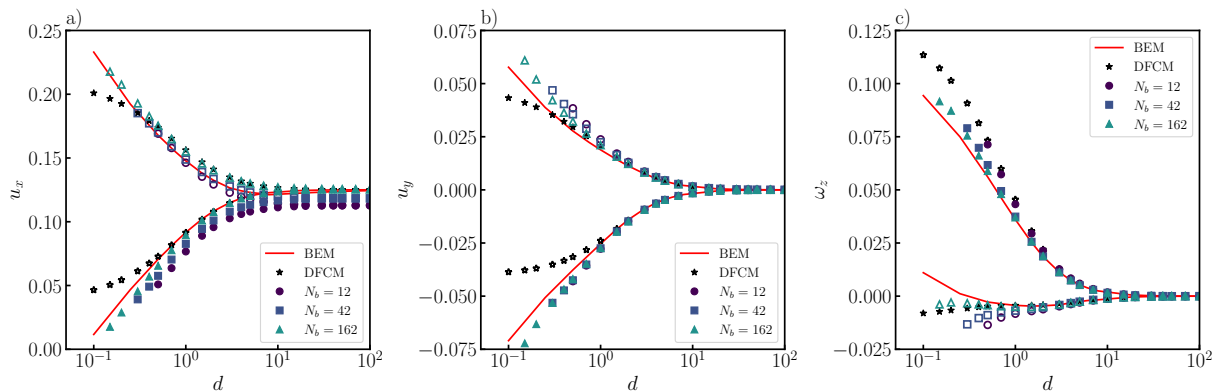 a)
0.25
0.20
0.15
0.10
0.05
0.00
u_x
10^{-1}
10^0
10^1
10^2
d
BEM
DFCM
N_b = 12
N_b = 42
N_b = 162
b)
0.075
0.050
0.025
0.000
−0.025
−0.050
−0.075
u_y
10^{-1}
10^0
10^1
10^2
d
BEM
DFCM
N_b = 12
N_b = 42
N_b = 162
c)
0.125
0.100
0.075
0.050
0.025
0.000
−0.025
ω_z
10^{-1}
10^0
10^1
10^2
d
BEM
DFCM
N_b = 12
N_b = 42
N_b = 162